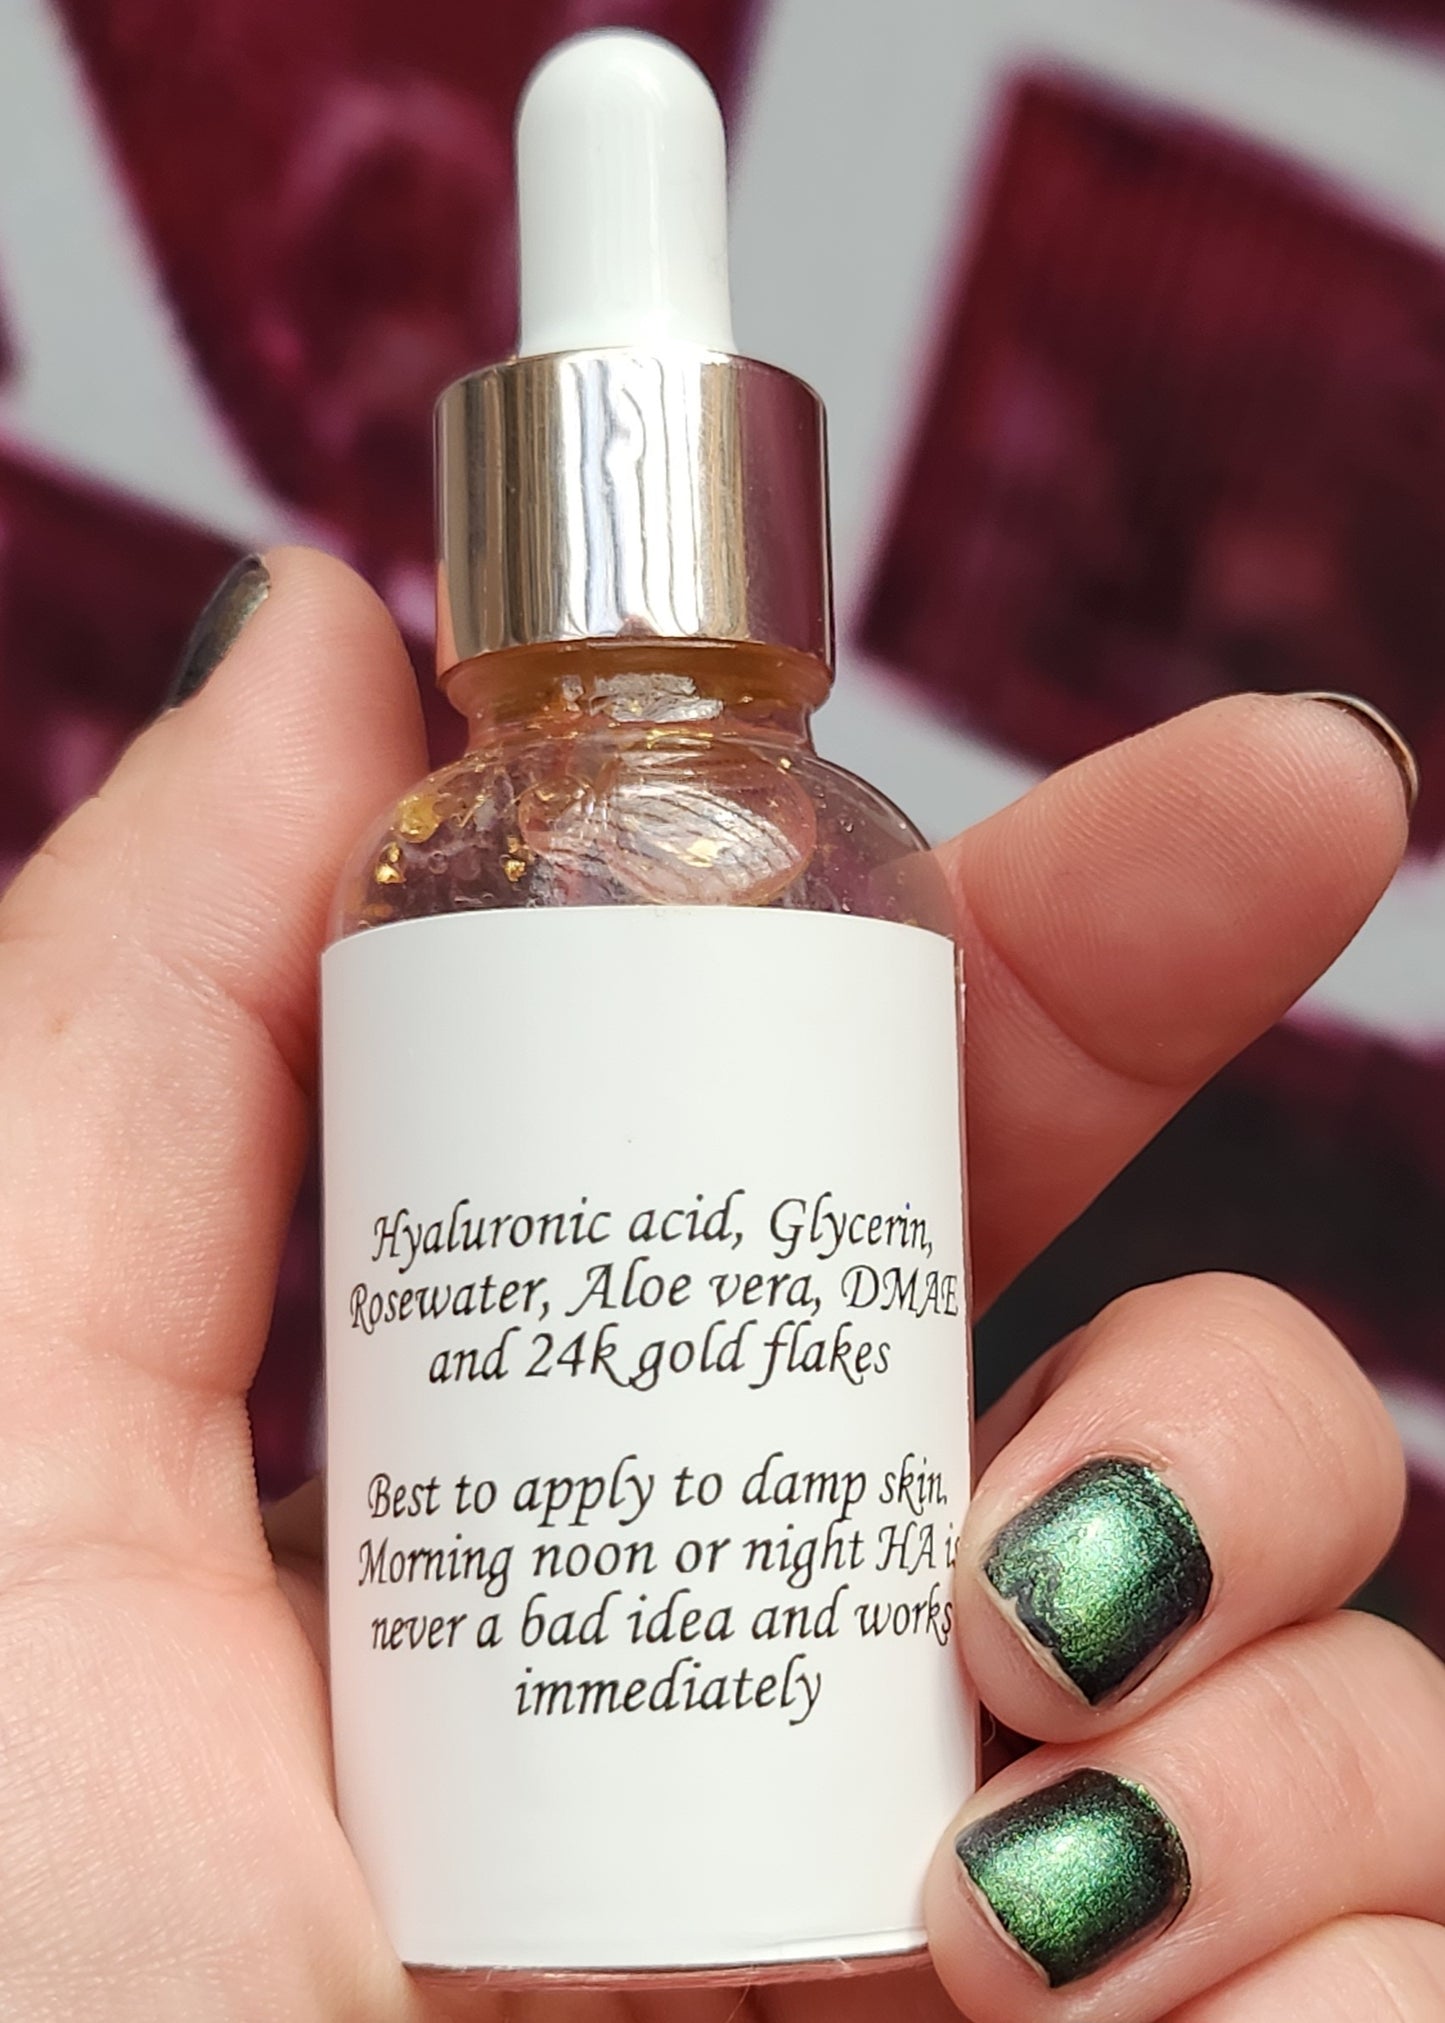 Hyaluronic acid, Glycerin,
Rosewater, Aloe vera, DMAE
and 24k gold flakes
Best to apply to damp skin.
Morning noon or night HA is
never a bad idea and works
immediately